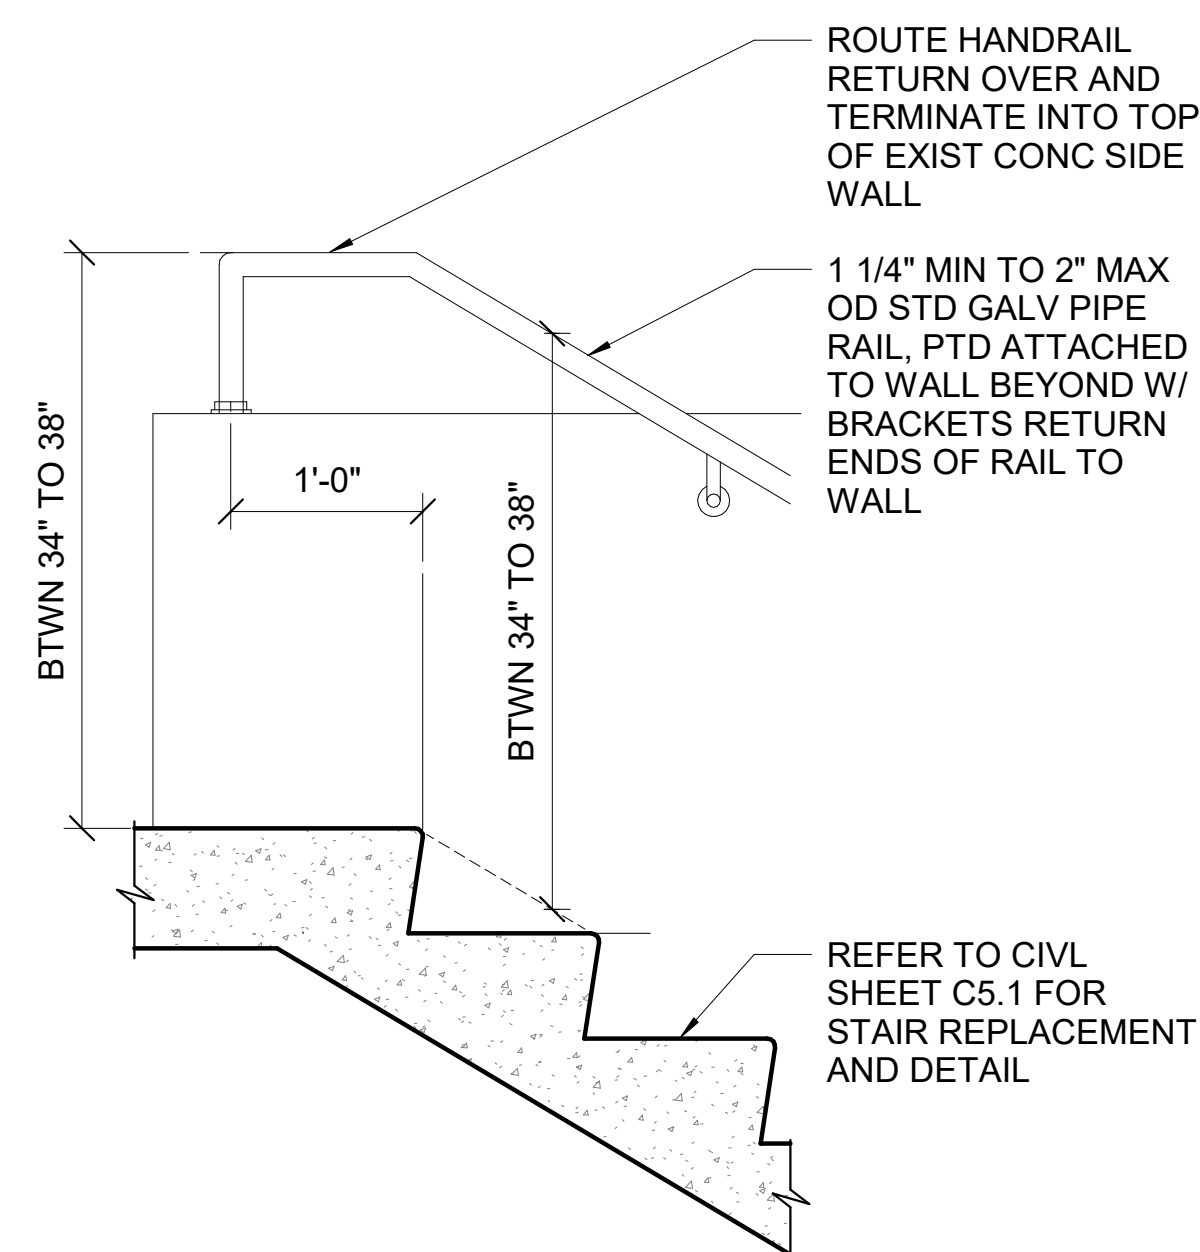 ROUTE HANDRAIL
RETURN OVER AND
TERMINATE INTO TOP
OF EXIST CONC SIDE
WALL
1 1/4" MIN TO 2" MAX
OD STD GALV PIPE
RAIL, PTD ATTACHED
TO WALL BEYOND W/
BRACKETS RETURN
ENDS OF RAIL TO
WALL
BTWN 34" TO 38"
1'-0"
BTWN 34" TO 38"
REFER TO CIVL
SHEET C5.1 FOR
STAIR REPLACEMENT
AND DETAIL